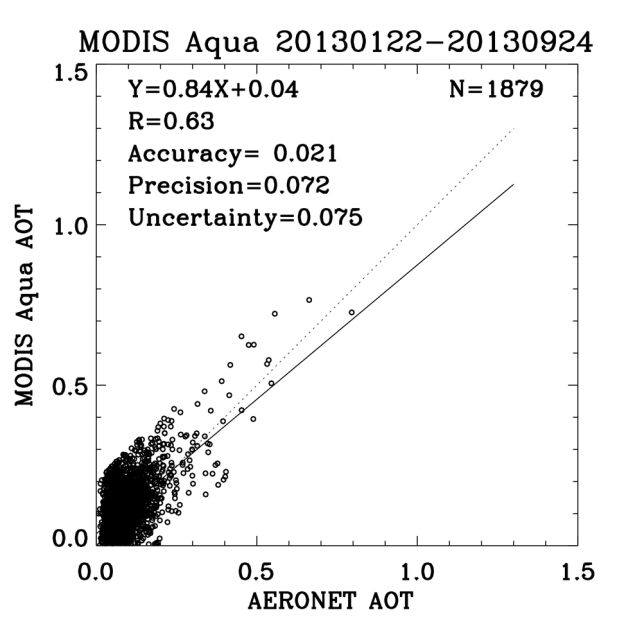 MODIS Aqua 20130122-20130924
1.5
Y=0.84X+0.04 N=1879
R=0.63
Accuracy= 0.021
Precision=0.072
Uncertainty=0.075
1.0
MODIS Aqua AOT
0.5
0.0
0.0 0.5 1.0 1.5
AERONET AOT